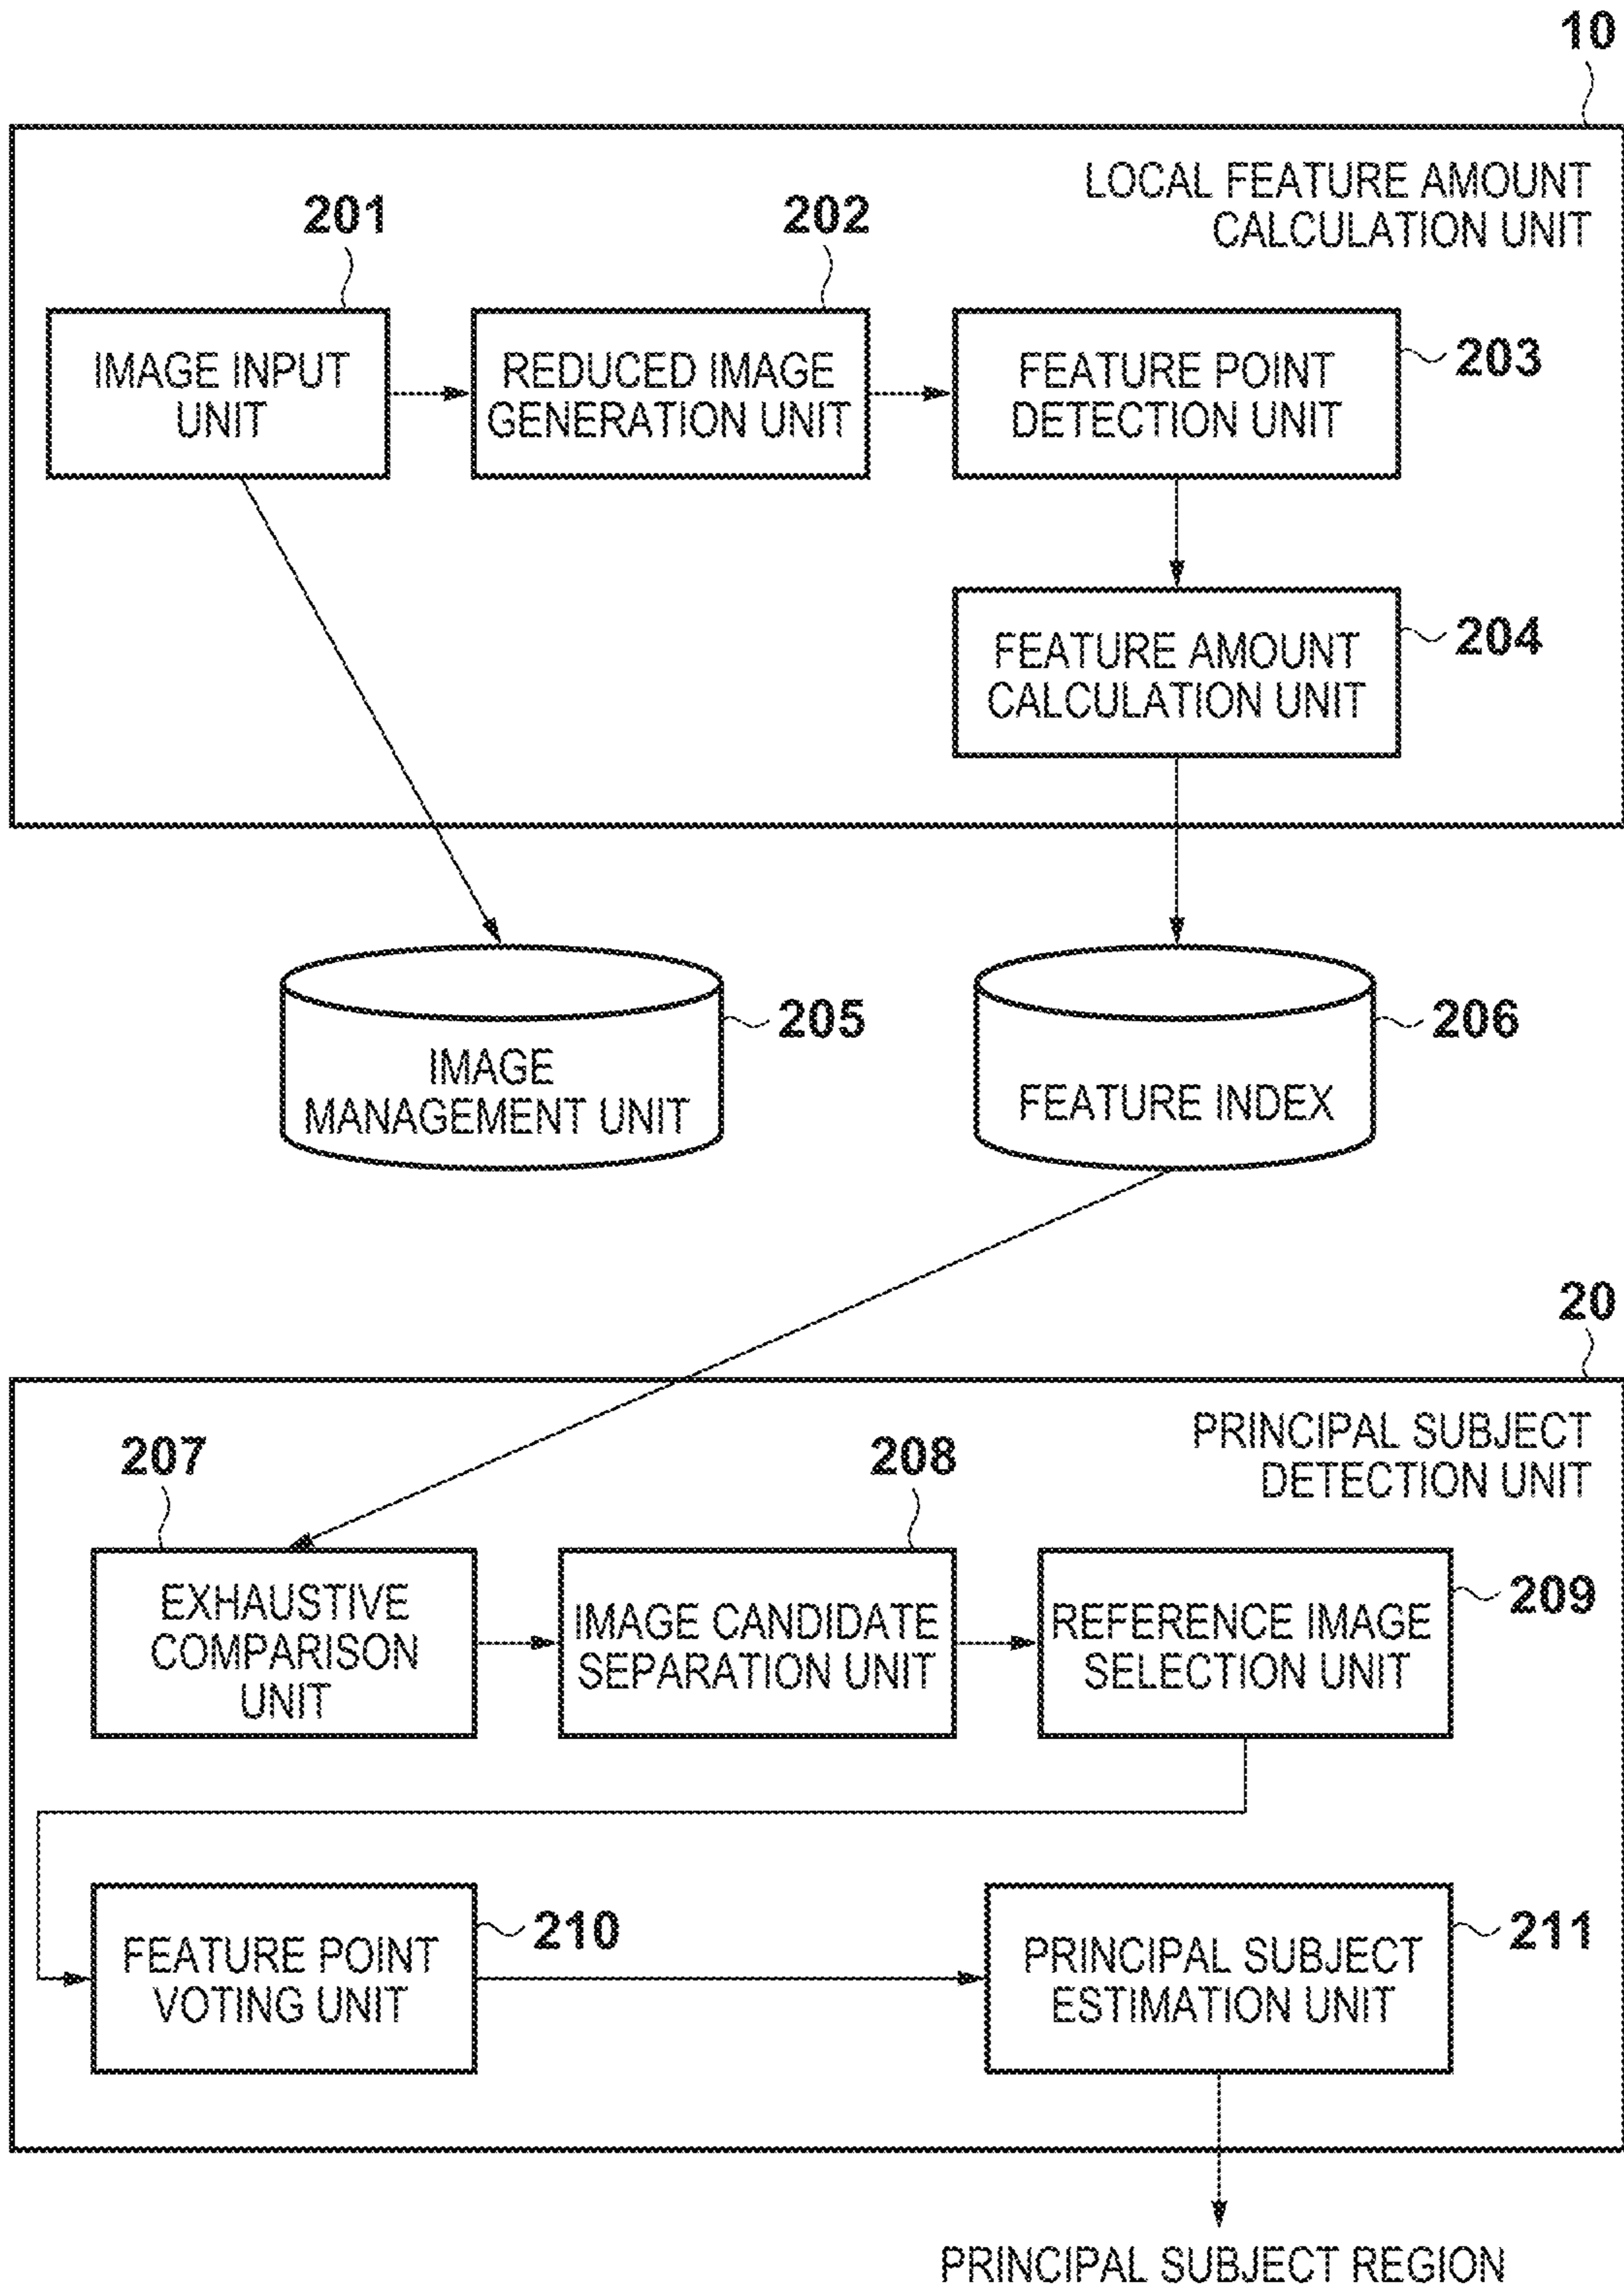 10
LOCAL FEATURE AMOUNT
CALCULATION UNIT
201
202
IMAGE INPUT
UNIT
REDUCED IMAGE
GENERATION UNIT
FEATURE POINT
DETECTION UNIT
203
FEATURE AMOUNT
CALCULATION UNIT
204
IMAGE
MANAGEMENT UNIT
205
FEATURE INDEX
206
20
PRINCIPAL SUBJECT
DETECTION UNIT
207
208
EXHAUSTIVE
COMPARISON
UNIT
IMAGE CANDIDATE
SEPARATION UNIT
REFERENCE IMAGE
SELECTION UNIT
209
FEATURE POINT
VOTING UNIT
210
PRINCIPAL SUBJECT
ESTIMATION UNIT
211
PRINCIPAL SUBJECT REGION